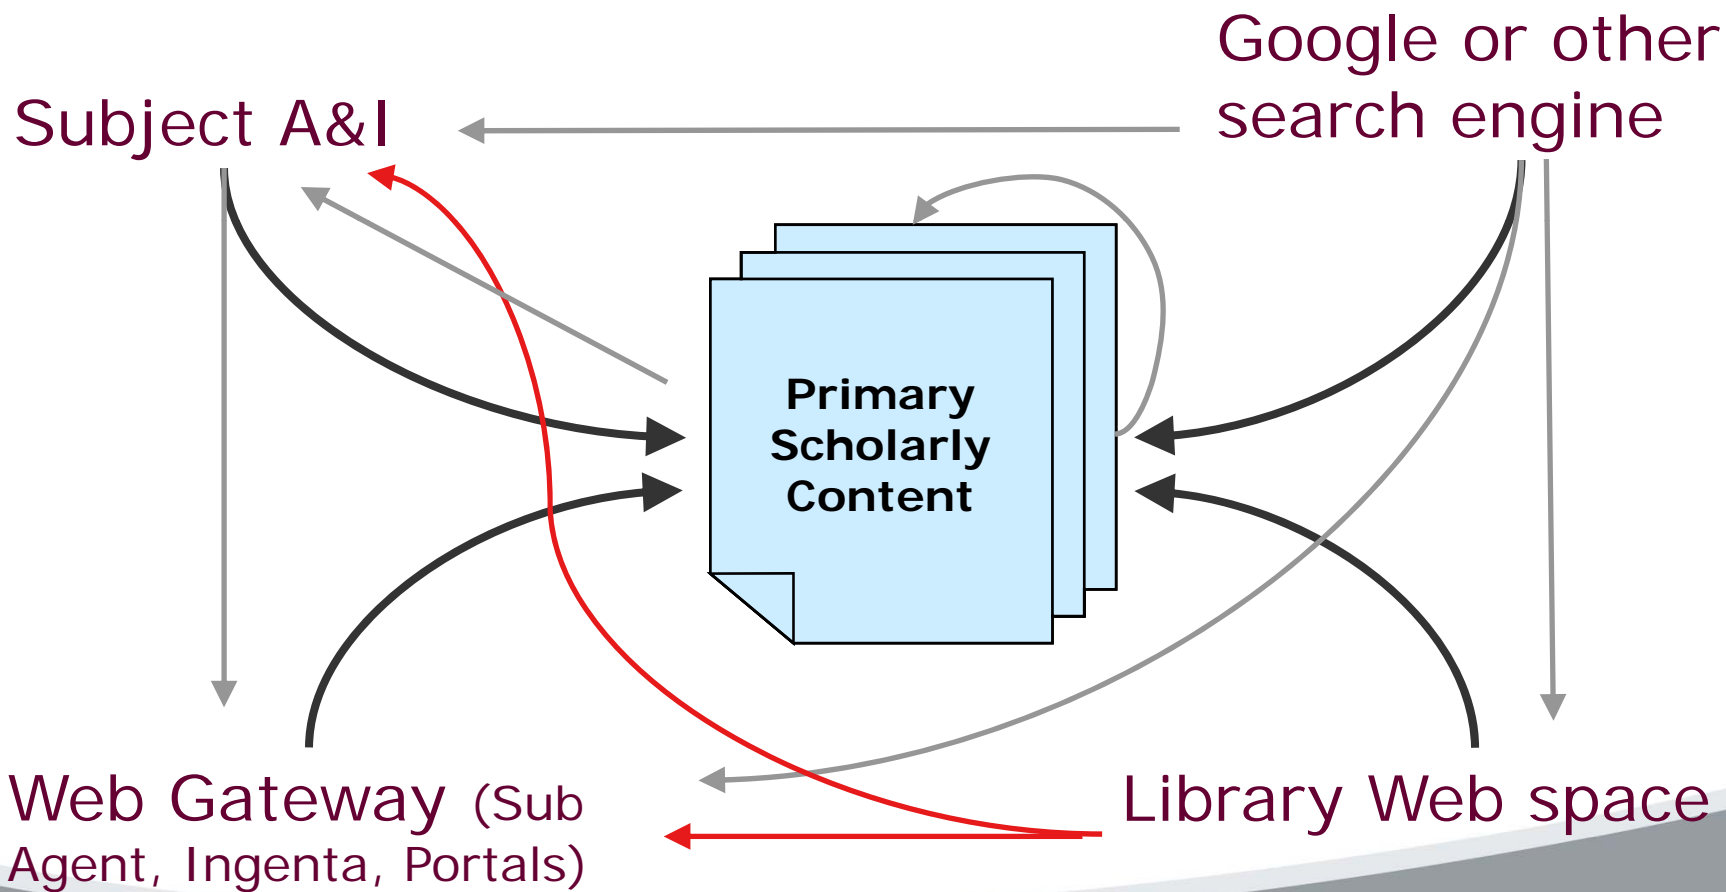 Google or other
search engine
Subject A&I
Primary
Scholarly
Content
Web Gateway (Sub
Agent, Ingenta, Portals)
Library Web space